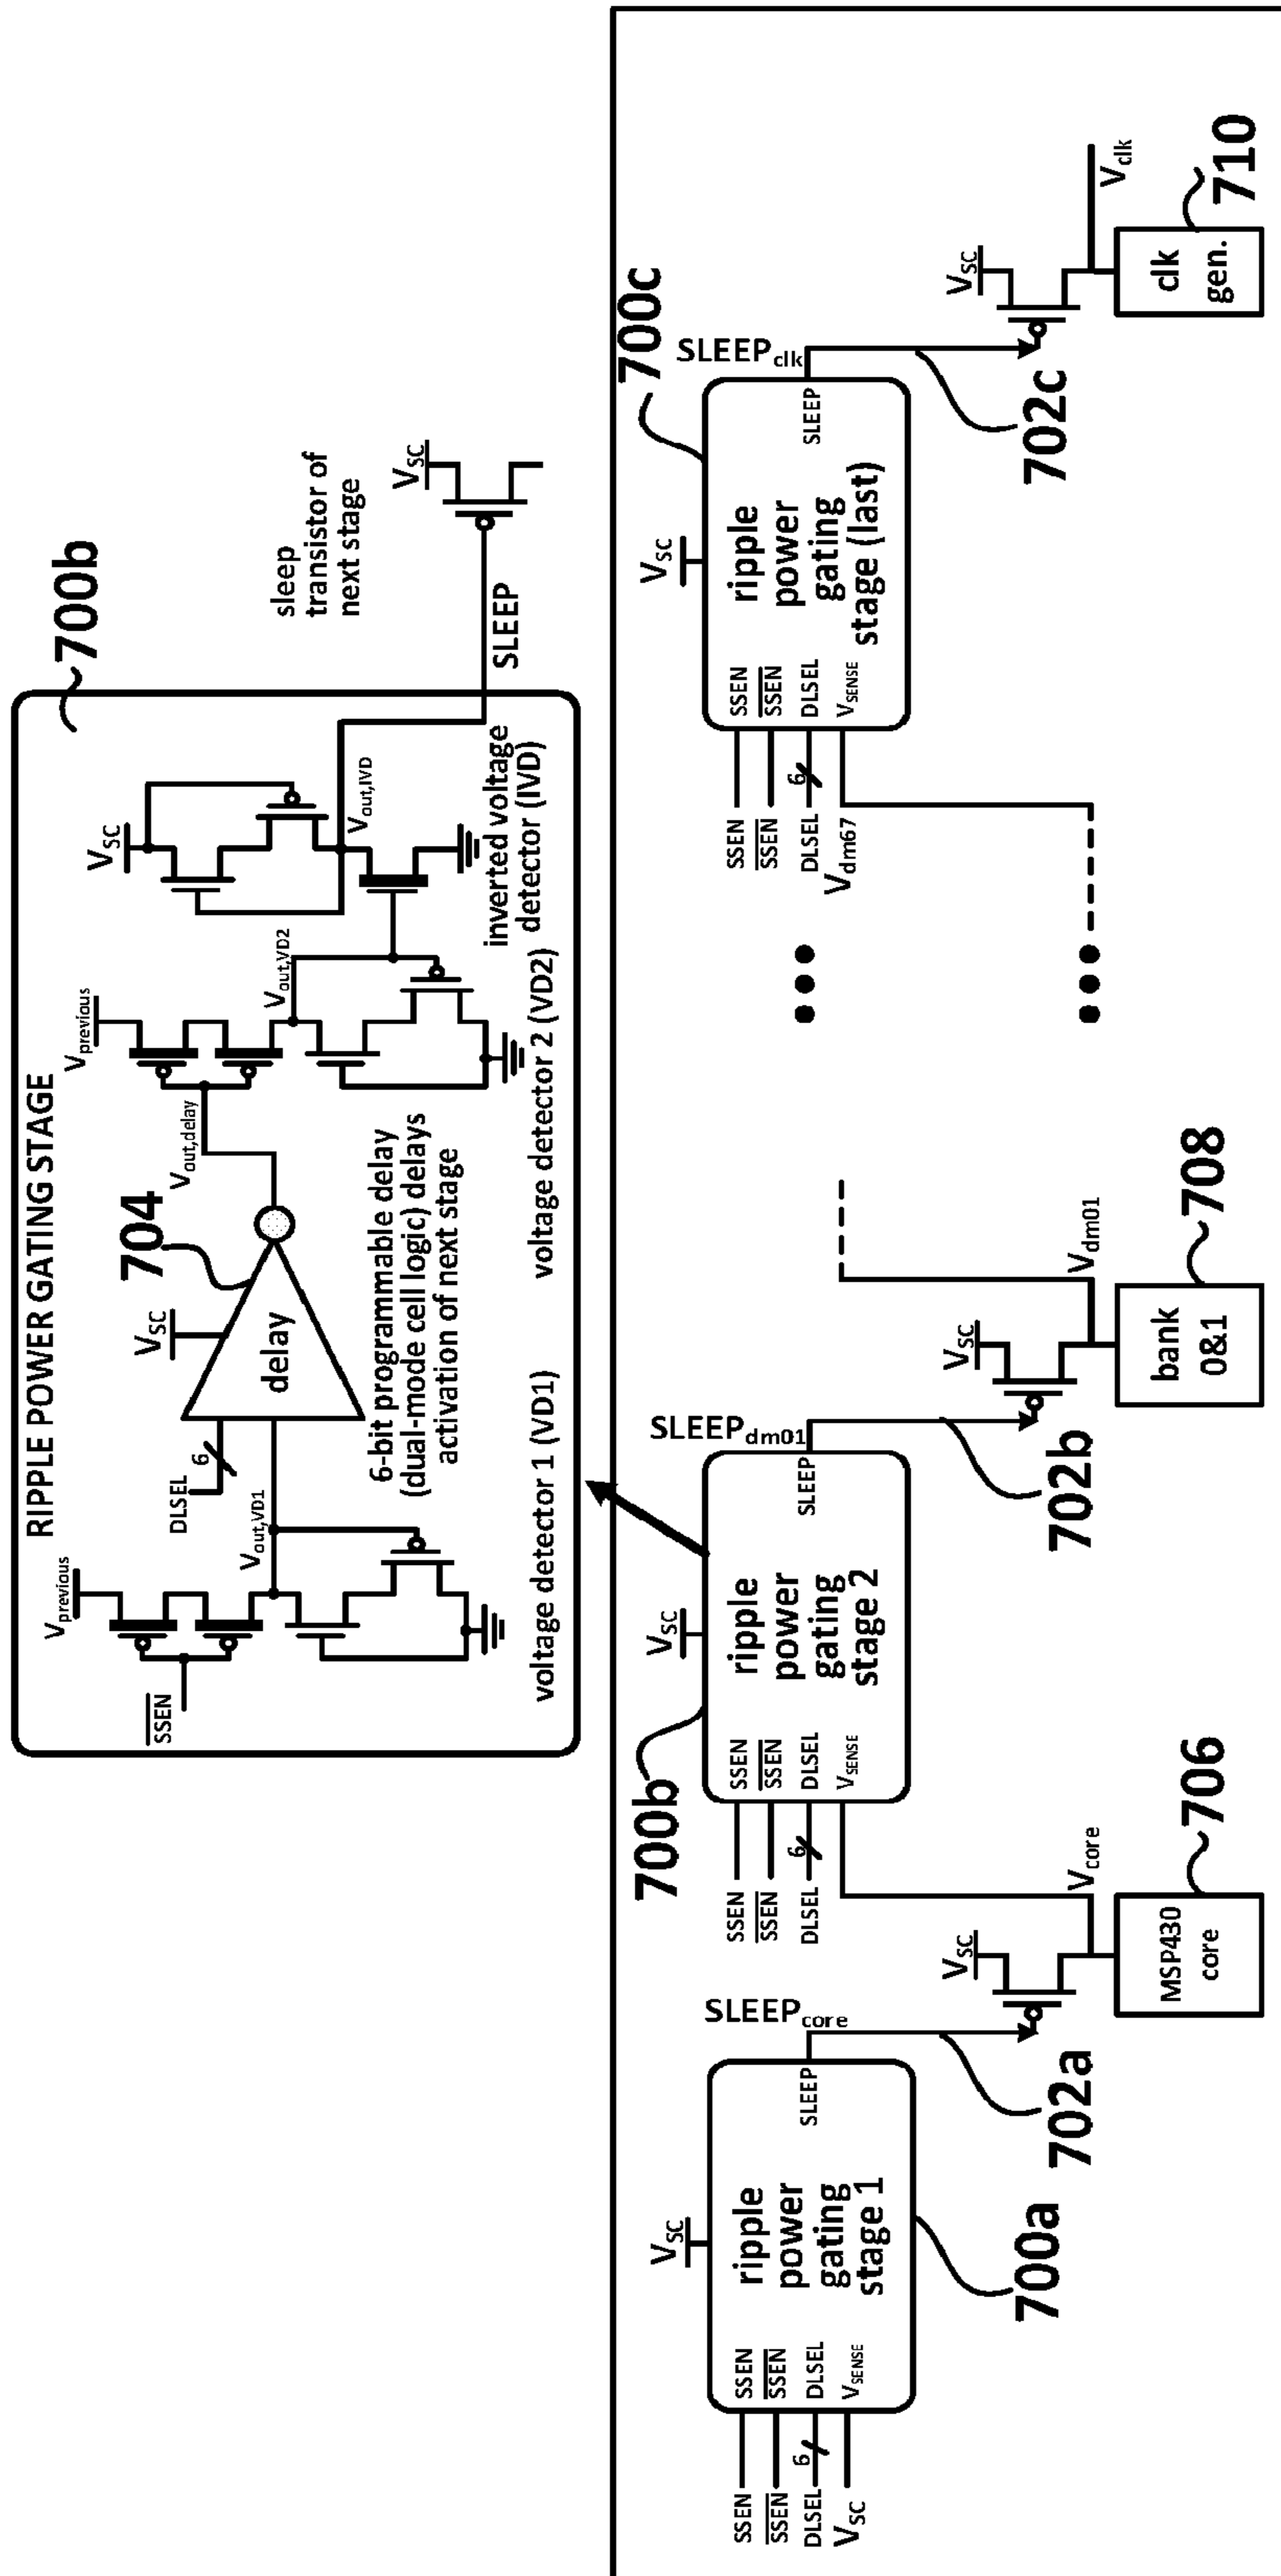 RIPPLE POWER GATING STAGE
700b
V_previous
SSEN
V_out,VD1
voltage detector 1 (VD1)
DLSEL
6
V_SC
delay
704
6-bit programmable delay
(dual-mode cell logic) delays
activation of next stage
V_out,delay
V_previous
V_out,VD2
voltage detector 2 (VD2)
V_SC
V_out,IVD
inverted voltage
detector (IVD)
SLEEP
sleep
transistor of
next stage
V_SC
V_SC
SSEN
SSEN
DLSEL
6
V_SC
SSEN
SSEN
DLSEL
V_SENSE
ripple
power
gating
stage 1
SLEEP
700a
SLEEP_core
702a
V_SC
V_core
MSP430
core
706
700b
V_SC
SSEN
SSEN
DLSEL
6
SSEN
SSEN
DLSEL
V_SENSE
ripple
power
gating
stage 2
SLEEP
SLEEP_dm01
702b
V_SC
V_dm01
bank
0&1
708
700c
V_SC
SSEN
SSEN
DLSEL
6
V_dm67
SSEN
SSEN
DLSEL
V_SENSE
ripple
power
gating
stage (last)
SLEEP
SLEEP_clk
702c
V_SC
V_clk
clk
gen.
710